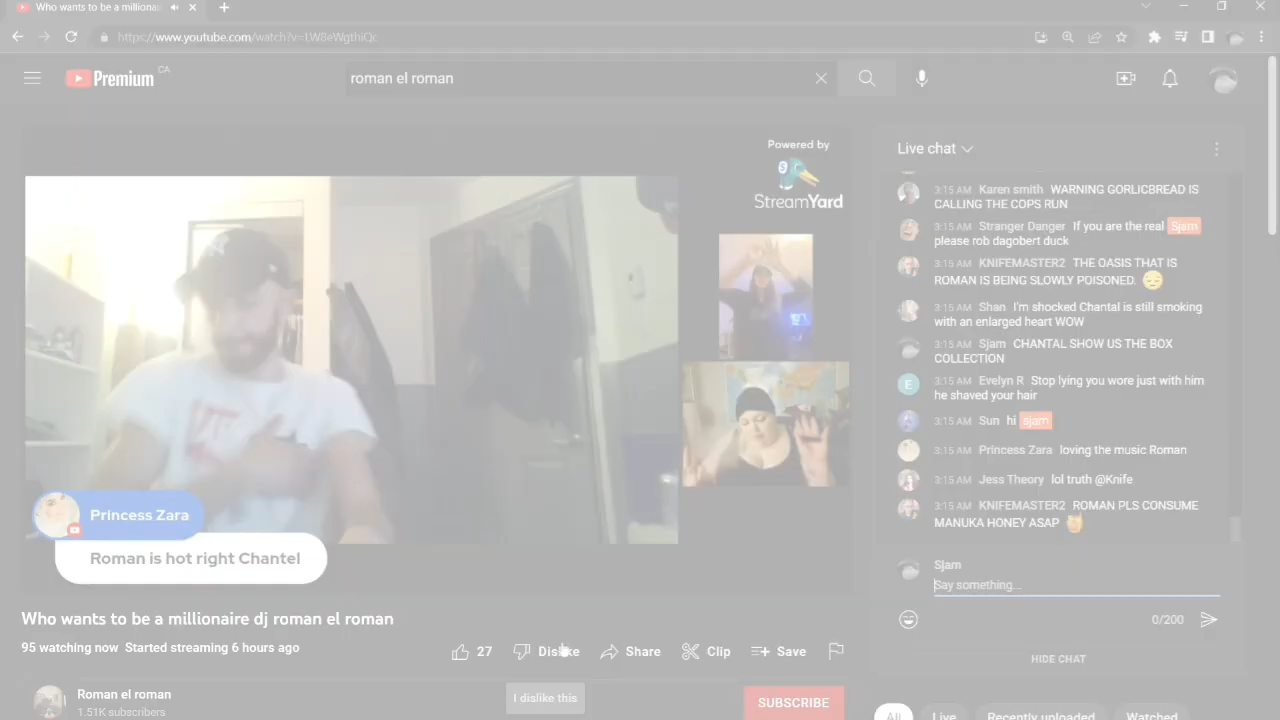 Who wants to be a milliona
https://www.youtube.com/watch?v=LW8eWgthiQc
Premium CA
roman el roman
Powered by
StreamYard
Princess Zara
Roman is hot right Chantel
Who wants to be a millionaire dj roman el roman
95 watching now Started streaming 6 hours ago
27
Dislike
Share
Clip
Save
Roman el roman
1.51K subscribers
I dislike this
SUBSCRIBE
Live chat
3:15 AM Karen smith WARNING GORLICBREAD IS
CALLING THE COPS RUN
3:15 AM Stranger Danger If you are the real Sjam
please rob dagobert duck
3:15 AM KNIFEMASTER2 THE OASIS THAT IS
ROMAN IS BEING SLOWLY POISONED.
3:15 AM Shan I'm shocked Chantal is still smoking
with an enlarged heart WOW
3:15 AM Sjam CHANTAL SHOW US THE BOX
COLLECTION
E
3:15 AM Evelyn R Stop lying you wore just with him
he shaved your hair
3:15 AM Sun hi sjam
3:15 AM Princess Zara loving the music Roman
3:15 AM Jess Theory lol truth @Knife
3:15 AM KNIFEMASTER2 ROMAN PLS CONSUME
MANUKA HONEY ASAP
Sjam
Say something...
0/200
HIDE CHAT
All
Live
Recently uploaded
Watched